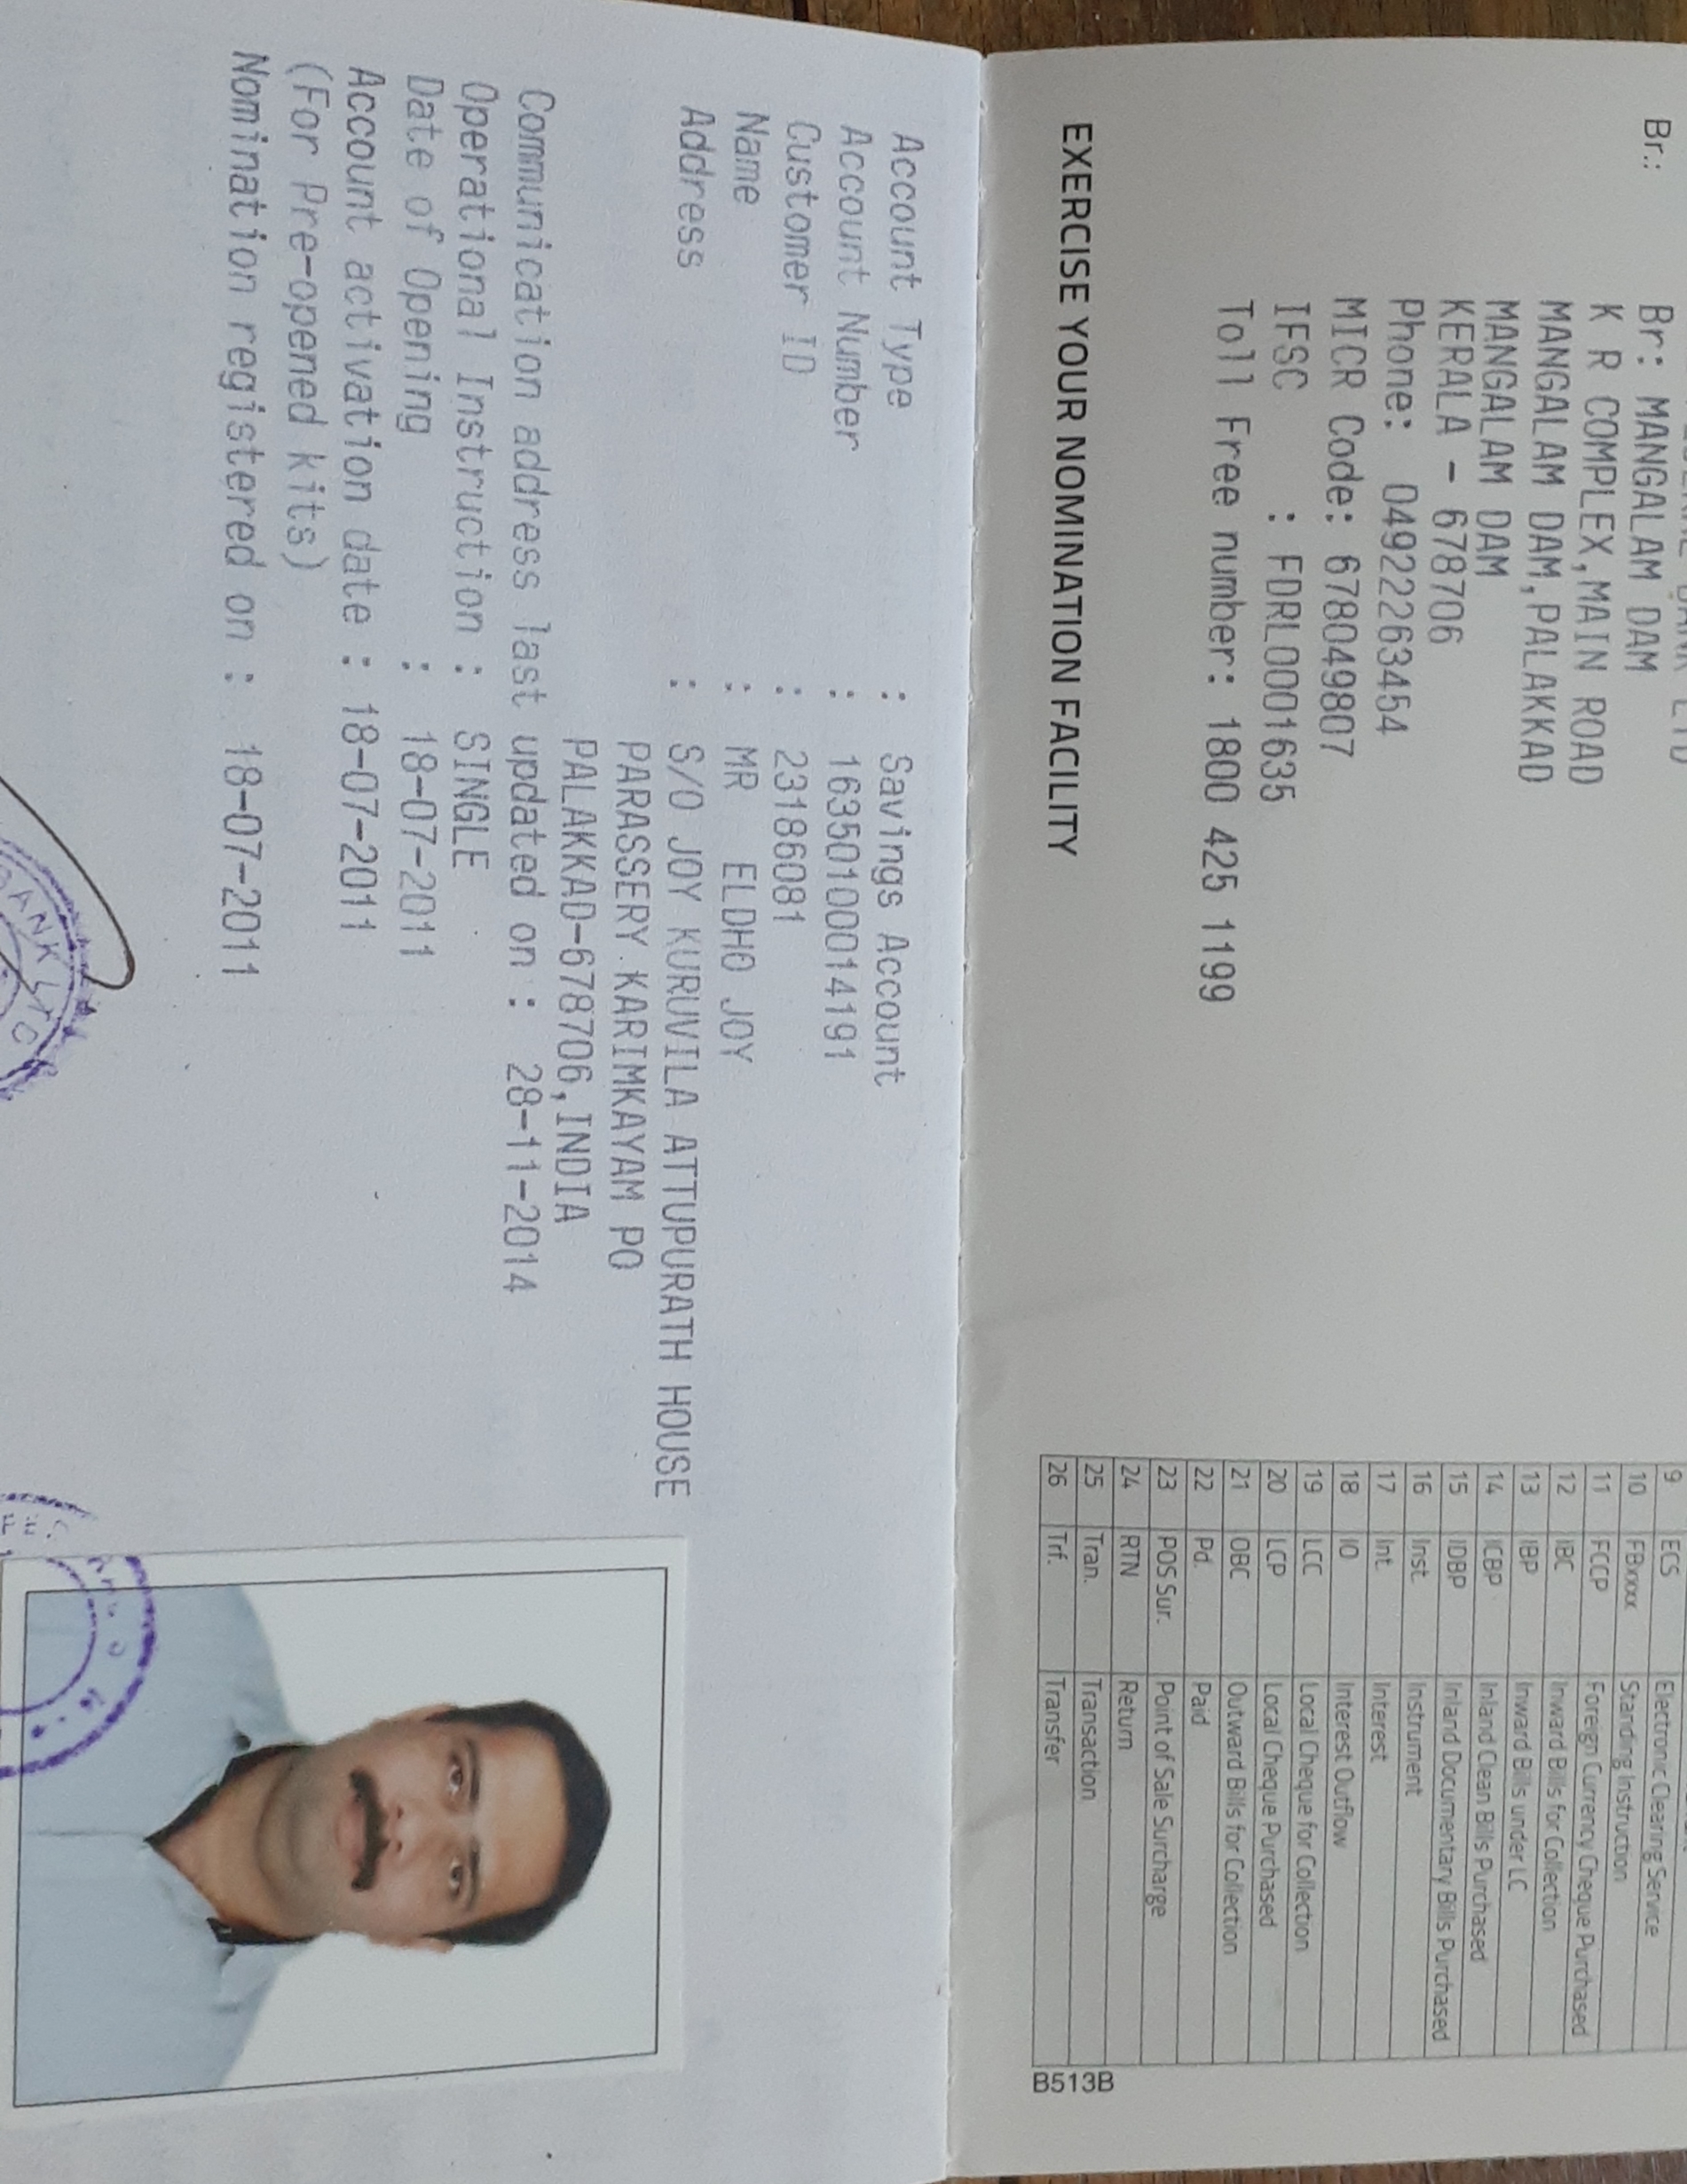 Br.:
Br: MANGALAM DAM
K R COMPLEX,MAIN ROAD
MANGALAM DAM,PALAKKAD
MANGALAM DAM
KERALA - 678706
Phone: 04922263454
MICR Code: 678049807
IFSC : FDRL0001635
Toll Free number: 1800 425 1199
EXERCISE YOUR NOMINATION FACILITY
9 ECS Electronic Clearing Service
10 FBxxxx Standing Instruction
11 FCCP Foreign Currency Cheque Purchased
12 IBC Inward Bills for Collection
13 IBP Inward Bills under LC
14 ICBP Inland Clean Bills Purchased
15 IDBP Inland Documentary Bills Purchased
16 Inst. Instrument
17 Int. Interest
18 IO Interest Outflow
19 LCC Local Cheque for Collection
20 LCP Local Cheque Purchased
21 OBC Outward Bills for Collection
22 Pd. Paid
23 POS Sur. Point of Sale Surcharge
24 RTN Return
25 Tran. Transaction
26 Trf. Transfer
B513B
Account Type : Savings Account
Account Number : 16350100014191
Customer ID : 23186081
Name : MR ELDHO JOY
Address : S/O JOY KURUVILA ATTUPURATH HOUSE
PARASSERY KARIMKAYAM PO
PALAKKAD-678706,INDIA
Communication address last updated on : 28-11-2014
Operational Instruction : SINGLE
Date of Opening : 18-07-2011
Account activation date : 18-07-2011
(For Pre-opened kits)
Nomination registered on : 18-07-2011
BANK LTD